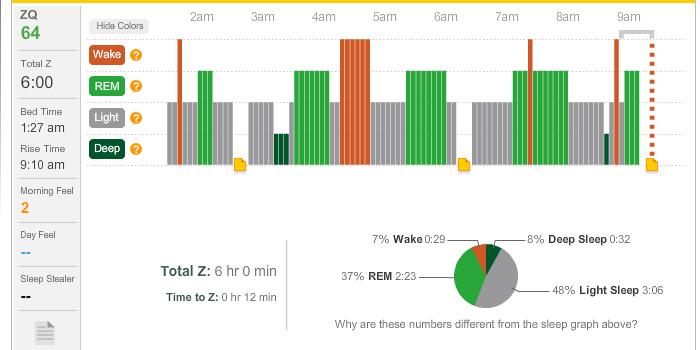 ZQ
64
Total Z
6:00
Bed Time
1:27 am
Rise Time
9:10 am
Morning Feel
2
Day Feel
--
Sleep Stealer
--
2am 3am 4am 5am 6am 7am 8am 9am
Hide Colors
Wake ?
REM ?
Light ?
Deep ?
Total Z: 6 hr 0 min
Time to Z: 0 hr 12 min
7% Wake 0:29
8% Deep Sleep 0:32
37% REM 2:23
48% Light Sleep 3:06
Why are these numbers different from the sleep graph above?